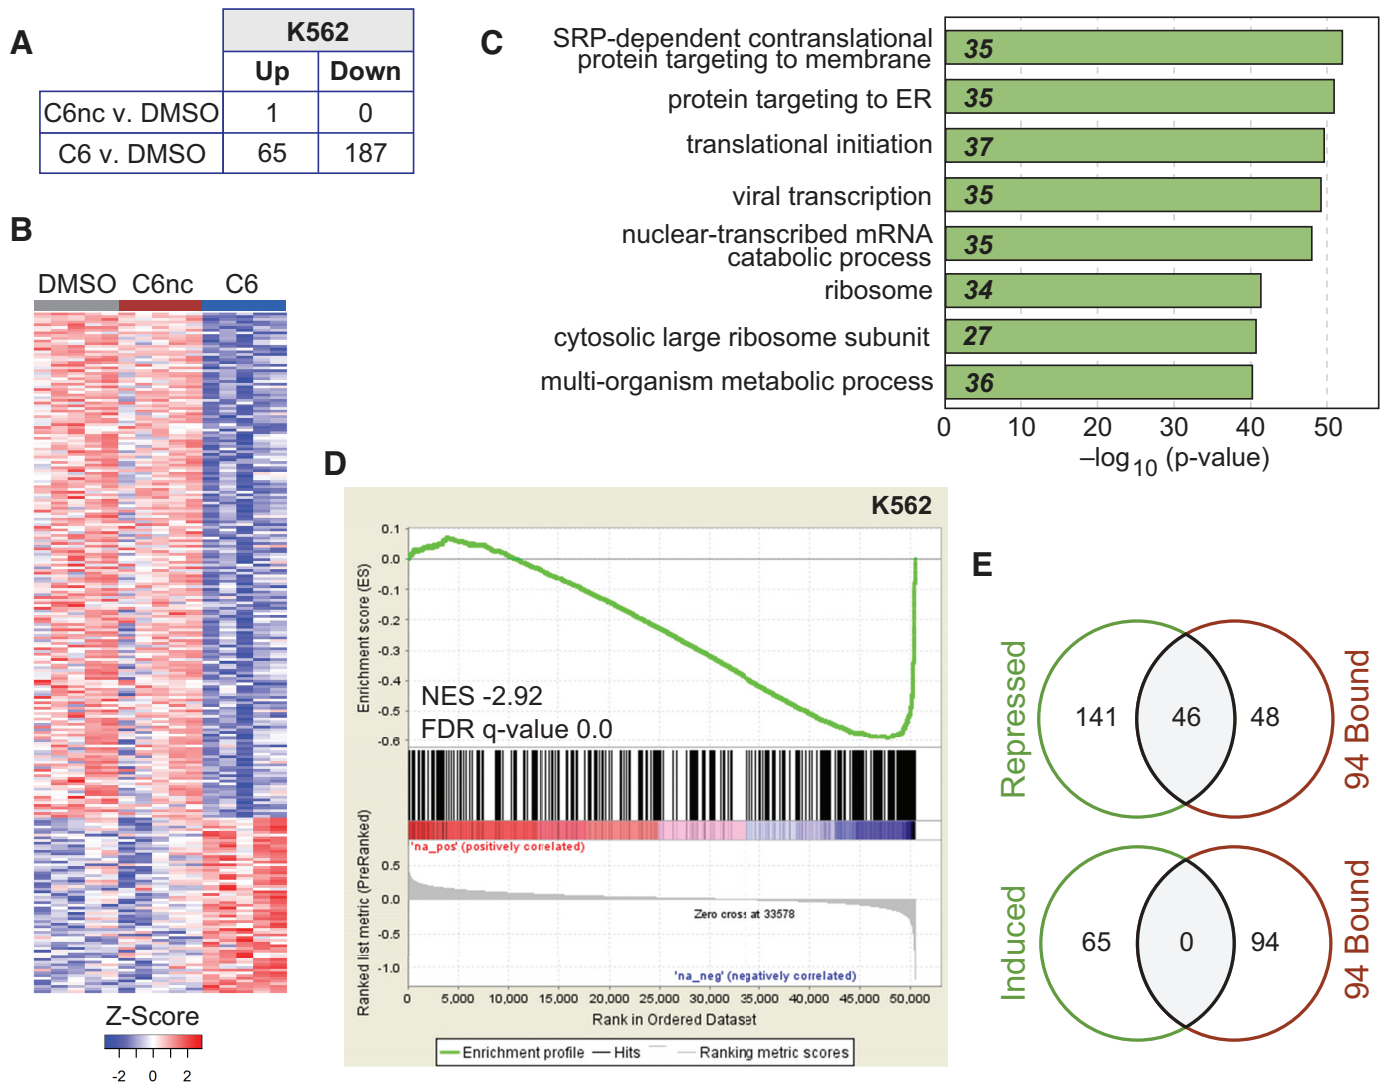 A
K562
Up Down
C6nc v. DMSO 1 0
C6 v. DMSO 65 187
B
DMSO C6nc C6
Z-Score
-2 0 2
C
SRP-dependent contranslational
protein targeting to membrane
35
protein targeting to ER
35
translational initiation
37
viral transcription
35
nuclear-transcribed mRNA
catabolic process
35
ribosome
34
cytosolic large ribosome subunit
27
multi-organism metabolic process
36
0 10 20 30 40 50
–log10 (p-value)
D
K562
Enrichment score (ES)
0.1
0.0
-0.1
-0.2
-0.3
-0.4
-0.5
-0.6
NES -2.92
FDR q-value 0.0
'na_pos' (positively correlated)
Ranked list metric (PreRanked)
0.5
0.0
-0.5
-1.0
Zero cross at 33578
'na_neg' (negatively correlated)
0 5,000 10,000 15,000 20,000 25,000 30,000 35,000 40,000 45,000 50,000
Rank in Ordered Dataset
Enrichment profile Hits Ranking metric scores
E
Repressed
141 46 48
94 Bound
Induced
65 0 94
94 Bound